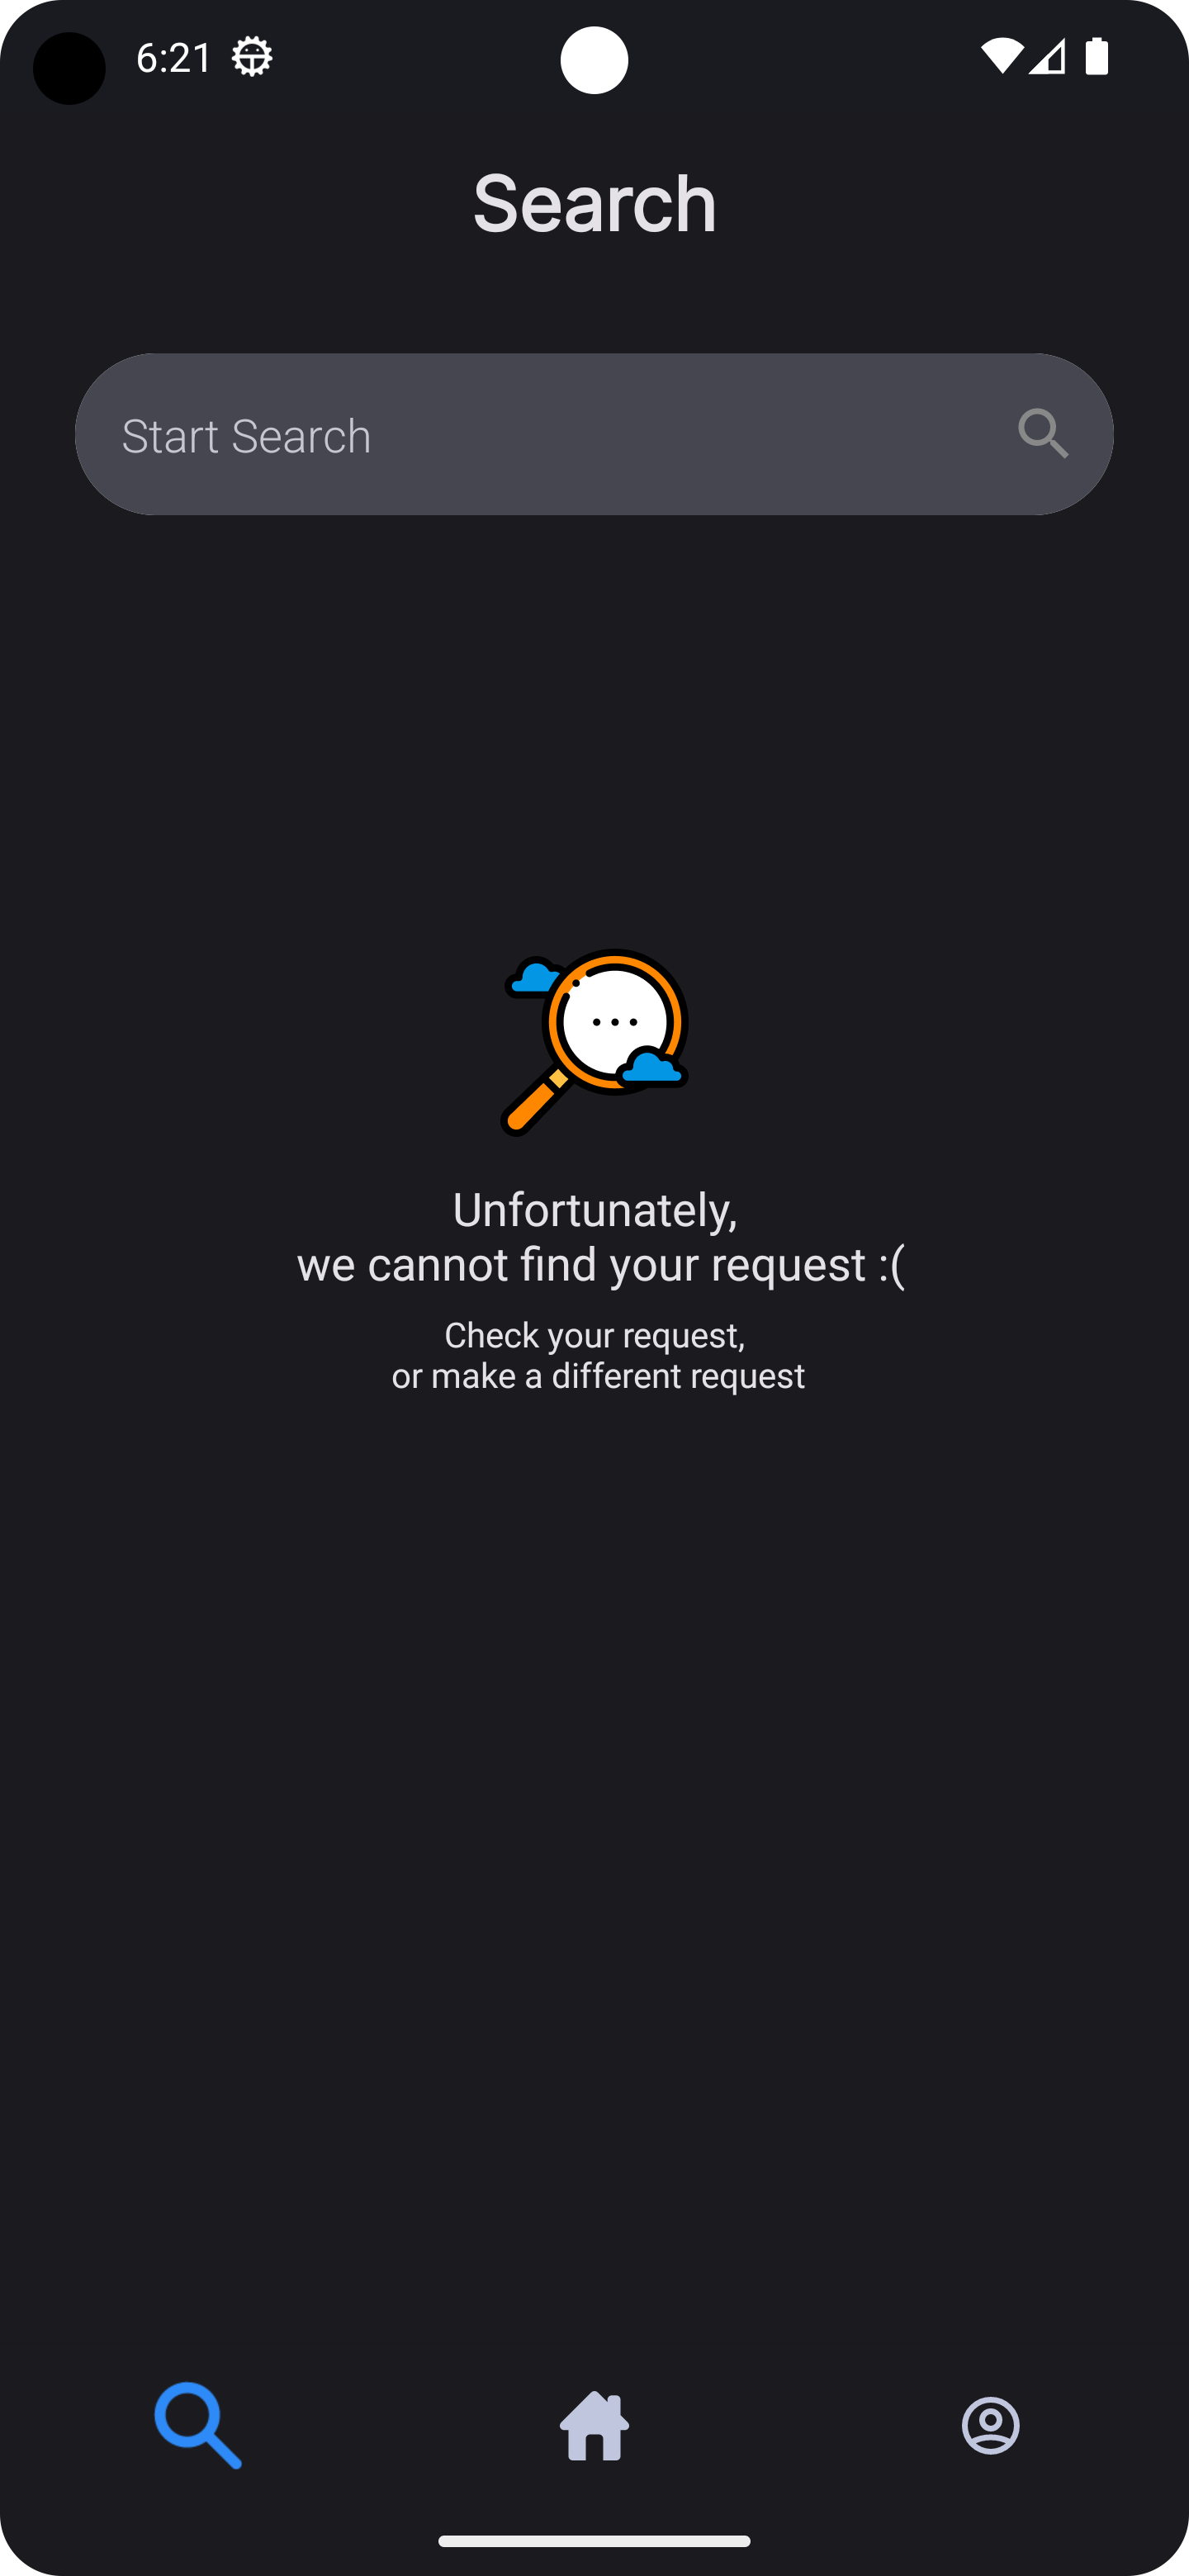 6:21
Search
Start Search
Unfortunately,
we cannot find your request :(
Check your request,
or make a different request